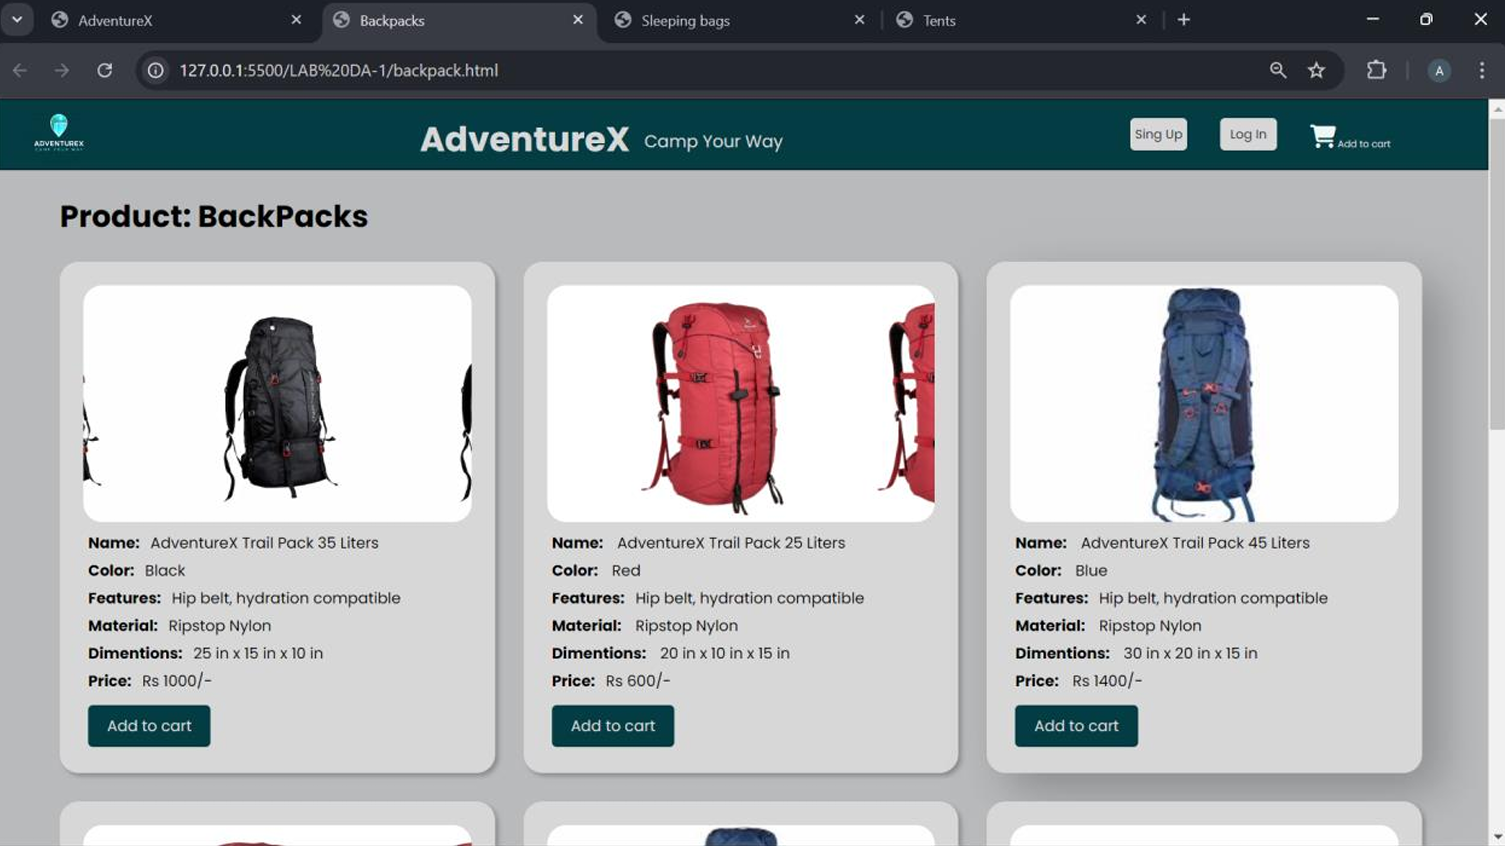 AdventureX
Backpacks
Sleeping bags
Tents
127.0.0.1:5500/LAB%20DA-1/backpack.html
A
ADVENTUREX
CAMP YOUR WAY
AdventureX Camp Your Way
Sing Up
Log In
Add to cart
Product: BackPacks
Name: AdventureX Trail Pack 35 Liters
Color: Black
Features: Hip belt, hydration compatible
Material: Ripstop Nylon
Dimentions: 25 in x 15 in x 10 in
Price: Rs 1000/-
Add to cart
Name: AdventureX Trail Pack 25 Liters
Color: Red
Features: Hip belt, hydration compatible
Material: Ripstop Nylon
Dimentions: 20 in x 10 in x 15 in
Price: Rs 600/-
Add to cart
Name: AdventureX Trail Pack 45 Liters
Color: Blue
Features: Hip belt, hydration compatible
Material: Ripstop Nylon
Dimentions: 30 in x 20 in x 15 in
Price: Rs 1400/-
Add to cart